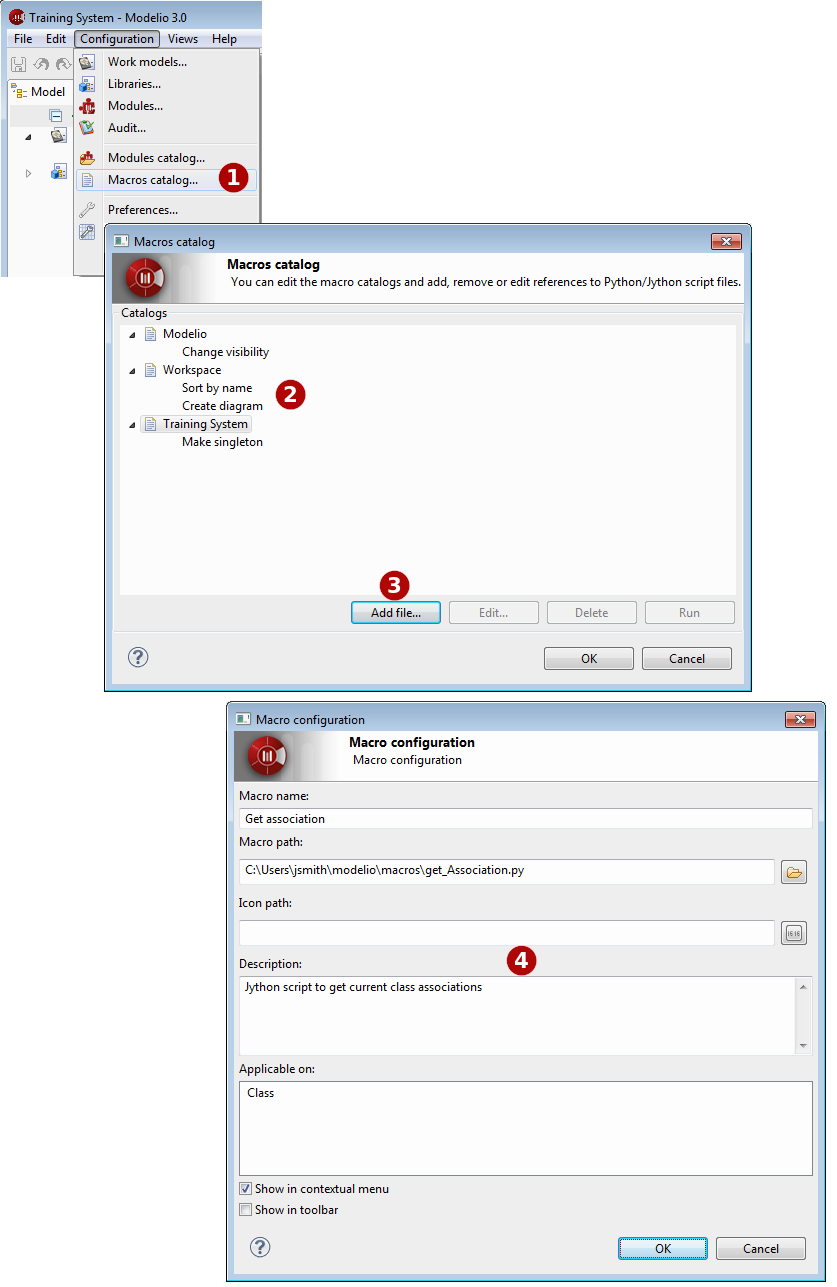 Training System - Modelio 3.0
File Edit Configuration Views Help
Model
Work models...
Libraries...
Modules...
Audit...
Modules catalog...
Macros catalog... 1
Preferences...
Macros catalog
Macros catalog
You can edit the macro catalogs and add, remove or edit references to Python/Jython script files.
Catalogs
Modelio
Change visibility
Workspace
Sort by name
2
Create diagram
Training System
Make singleton
3
Add file... Edit... Delete Run
? OK Cancel
Macro configuration
Macro configuration
Macro configuration
Macro name:
Get association
Macro path:
C:\Users\jsmith\modelio\macros\get_Association.py
Icon path:
4
Description:
Jython script to get current class associations
Applicable on:
Class
Show in contextual menu
Show in toolbar
? OK Cancel